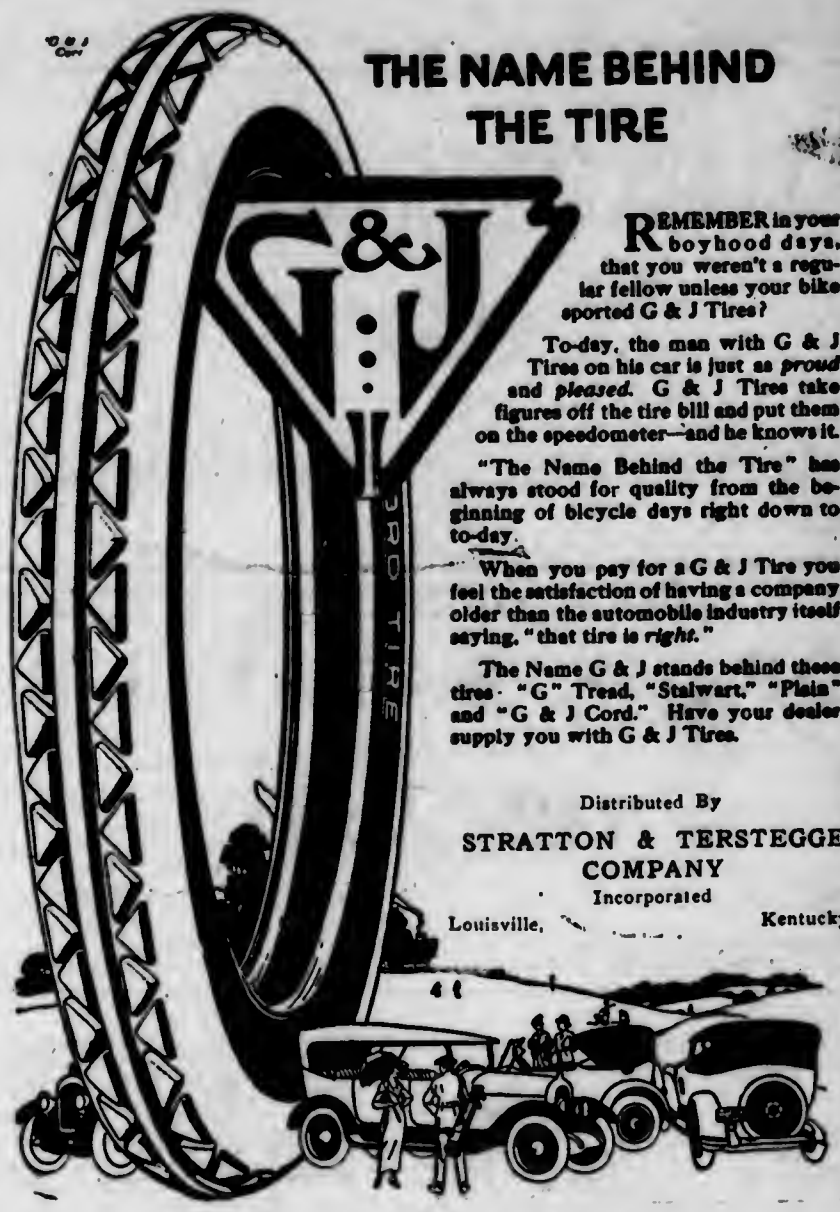 G & J
Cord
THE NAME BEHIND
THE TIRE
G & J
CORD TIRE
REMEMBER in your
boyhood days,
that you weren't a regu-
lar fellow unless your bike
sported G & J Tires?
To-day, the man with G & J
Tires on his car is just as proud
and pleased. G & J Tires take
figures off the tire bill and put them
on the speedometer—and he knows it.
"The Name Behind the Tire" has
always stood for quality from the be-
ginning of bicycle days right down to
to-day.
When you pay for a G & J Tire you
feel the satisfaction of having a company
older than the automobile industry itself
saying, "that tire is right."
The Name G & J stands behind these
tires - "G" Tread, "Stalwart," "Plain"
and "G & J Cord." Have your dealer
supply you with G & J Tires.
Distributed By
STRATTON & TERSTEGGE
COMPANY
Incorporated
Louisville, Kentucky